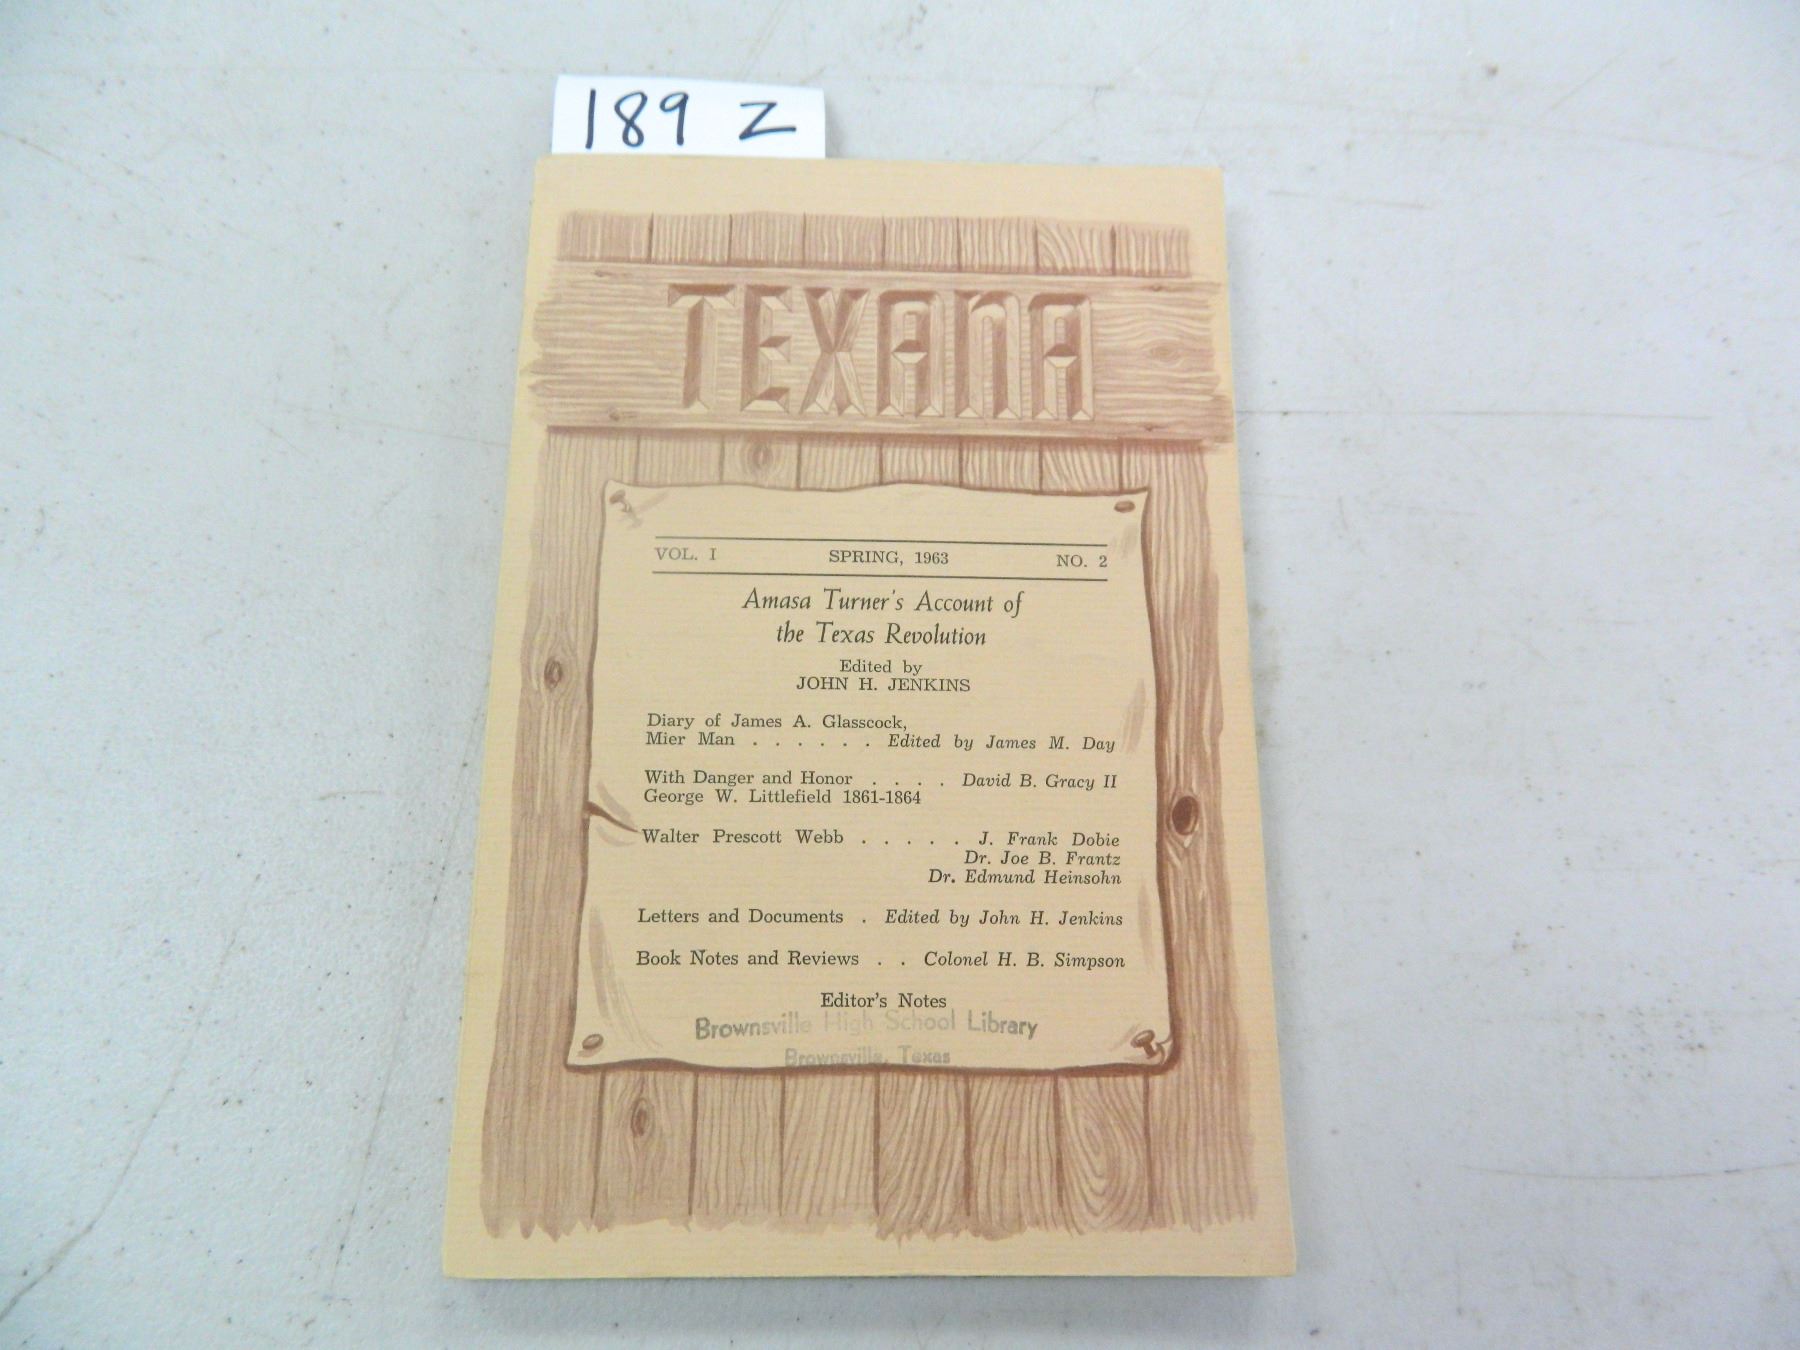 189 Z
TEXANA
VOL. I SPRING, 1963 NO. 2
Amasa Turner's Account of
the Texas Revolution
Edited by
JOHN H. JENKINS
Diary of James A. Glasscock,
Mier Man . . . . . . Edited by James M. Day
With Danger and Honor . . . . David B. Gracy II
George W. Littlefield 1861-1864
Walter Prescott Webb . . . . . J. Frank Dobie
Dr. Joe B. Frantz
Dr. Edmund Heinsohn
Letters and Documents . Edited by John H. Jenkins
Book Notes and Reviews . . Colonel H. B. Simpson
Editor's Notes
Brownsville High School Library
Brownsville, Texas